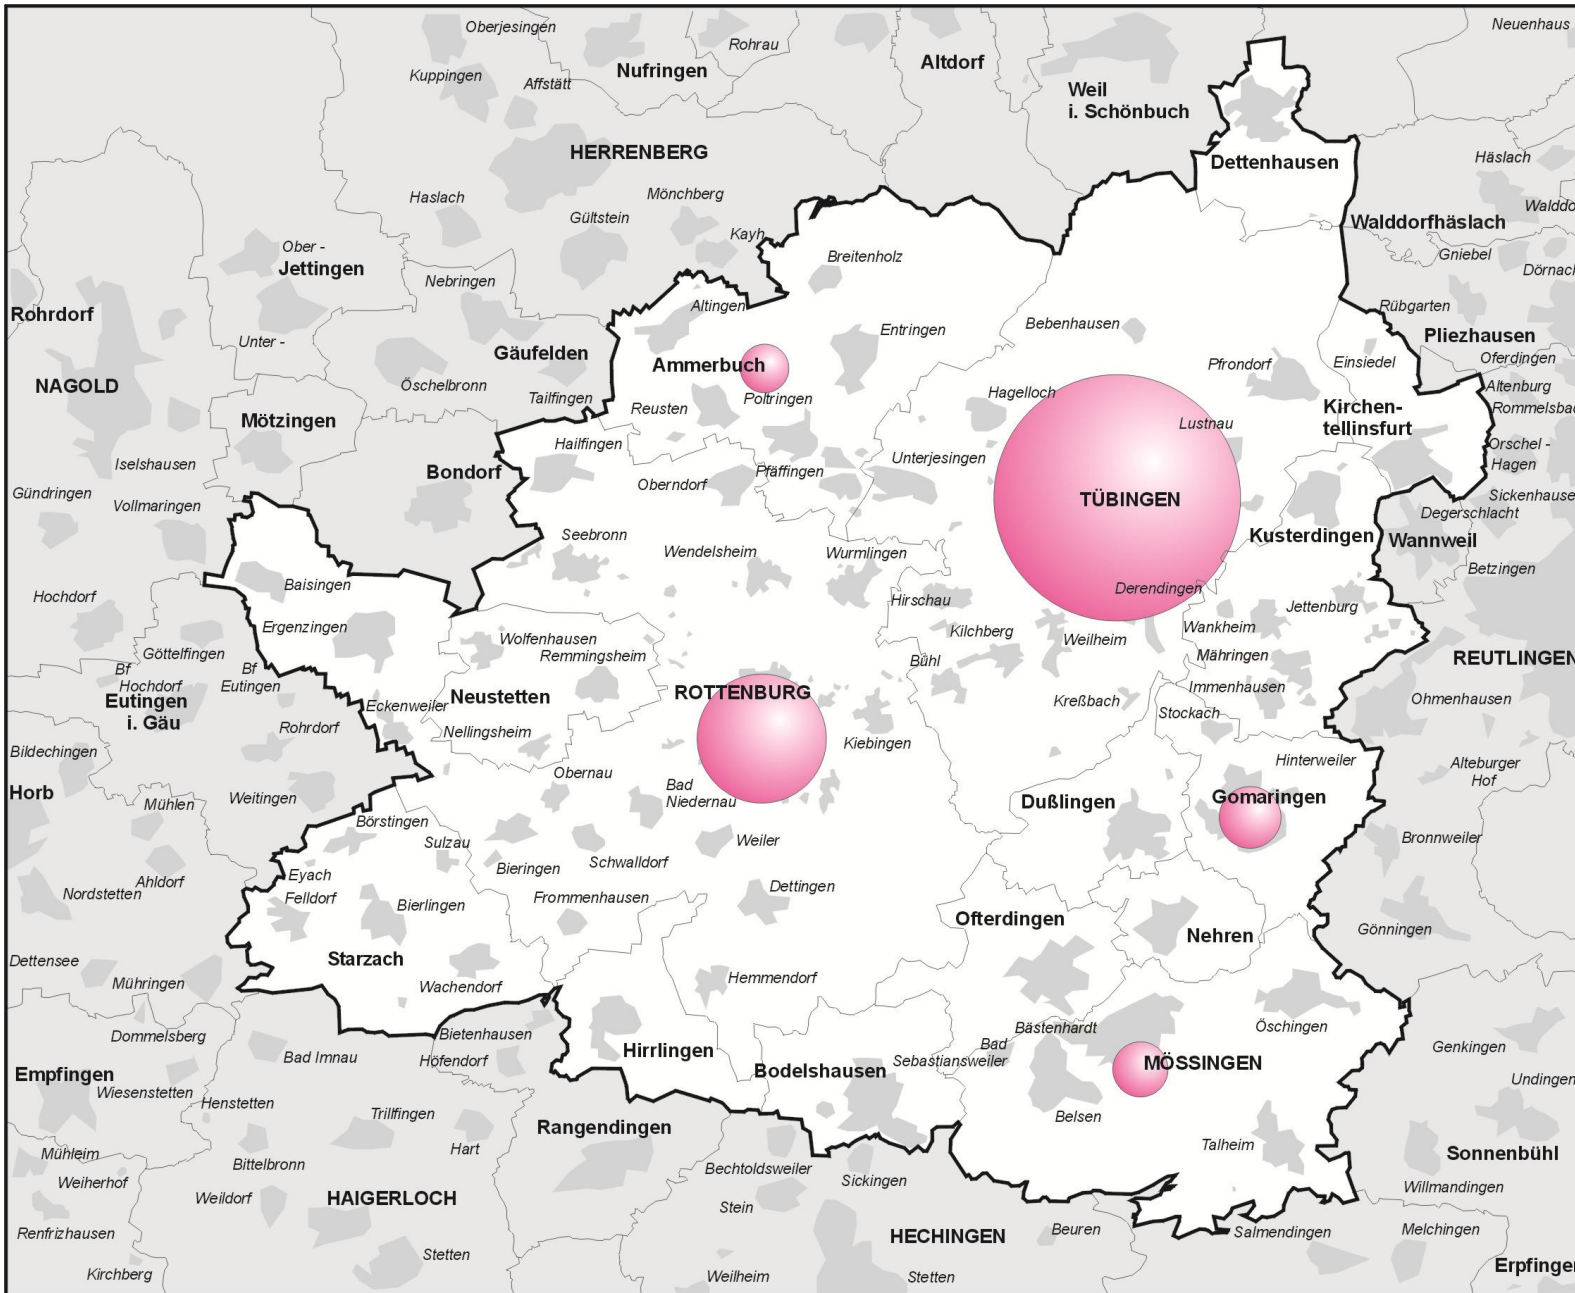 Oberjesingen
Neuenhaus
Rohrau
Kuppingen
Nufringen
Affstätt
Altdorf
Weil
i. Schönbuch
HERRENBERG
Dettenhausen
Häslach
Haslach
Mönchberg
Gültstein
Walddo
Walddorfhäslach
Kayh
Ober -
Jettingen
Breitenholz
Gniebel
Dörnach
Nebringen
Altingen
Rübgarten
Rohrdorf
Bebenhausen
Entringen
Pliezhausen
Unter -
Gäufelden
Oferdingen
Ammerbuch
Pfrondorf
Einsiedel
NAGOLD
Öschelbronn
Altenburg
Tailfingen
Reusten
Poltringen
Hagelloch
Kirchen-
tellinsfurt
Rommelsbac
Mötzingen
Lustnau
Hailfingen
Orschel -
Hagen
Iselshausen
Bondorf
Unterjesingen
Pfäffingen
Oberndorf
Gündringen
Vollmaringen
TÜBINGEN
Sickenhause
Degerschlacht
Seebronn
Kusterdingen
Wannweil
Wendelsheim
Wurmlingen
Betzingen
Baisingen
Derendingen
Hochdorf
Hirschau
Jettenburg
Ergenzingen
Kilchberg
Wankheim
Wolfenhausen
Weilheim
Göttelfingen
Remmingsheim
Bühl
Mähringen
REUTLINGEN
Bf
Hochdorf
Bf
Eutingen
Eutingen
i. Gäu
Neustetten
ROTTENBURG
Immenhausen
Kreßbach
Ohmenhausen
Eckenweiler
Stockach
Rohrdorf
Nellingsheim
Kiebingen
Bildechingen
Hinterweiler
Alteburger
Hof
Obernau
Bad
Niedernau
Horb
Mühlen
Weitingen
Dußlingen
Gomaringen
Börstingen
Sulzau
Weiler
Bronnweiler
Bieringen
Schwalldorf
Eyach
Ahldorf
Nordstetten
Felldorf
Bierlingen
Frommenhausen
Dettingen
Ofterdingen
Nehren
Gönningen
Dettensee
Starzach
Mühringen
Wachendorf
Hemmendorf
Dommelsberg
Bietenhausen
Bästenhardt
Öschingen
Bad Imnau
Höfendorf
Hirrlingen
Bad
Sebastiansweiler
Genkingen
Empfingen
Bodelshausen
MÖSSINGEN
Undingen
Wiesenstetten
Henstetten
Trillfingen
Belsen
Rangendingen
Mühleim
Hart
Talheim
Sonnenbühl
Bittelbronn
Bechtoldsweiler
Weiherhof
Sickingen
Willmandingen
Weildorf
HAIGERLOCH
Stein
Renfrizhausen
HECHINGEN
Beuren
Salmendingen
Melchingen
Stetten
Kirchberg
Weilheim
Stetten
Erpfingen